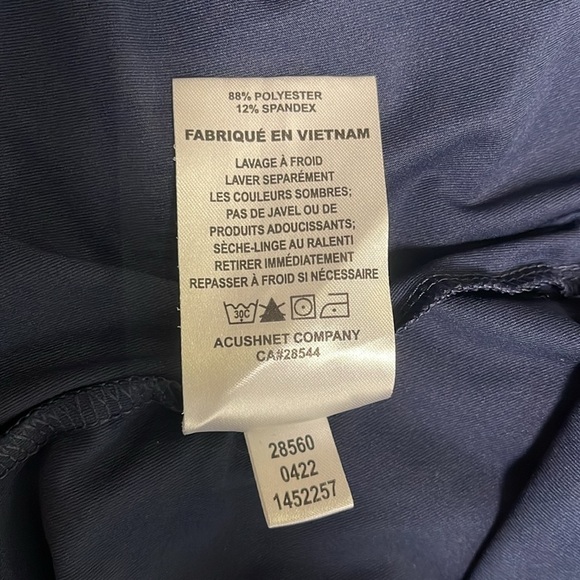 88% POLYESTER
12% SPANDEX
FABRIQUÉ EN VIETNAM
LAVAGE À FROID
LAVER SEPARÉMENT
LES COULEURS SOMBRES;
PAS DE JAVEL OU DE
PRODUITS ADOUCISSANTS;
SÈCHE-LINGE AU RALENTI
RETIRER IMMÉDIATEMENT
REPASSER À FROID SI NÉCESSAIRE
30C
ACUSHNET COMPANY
CA#28544
28560
0422
1452257